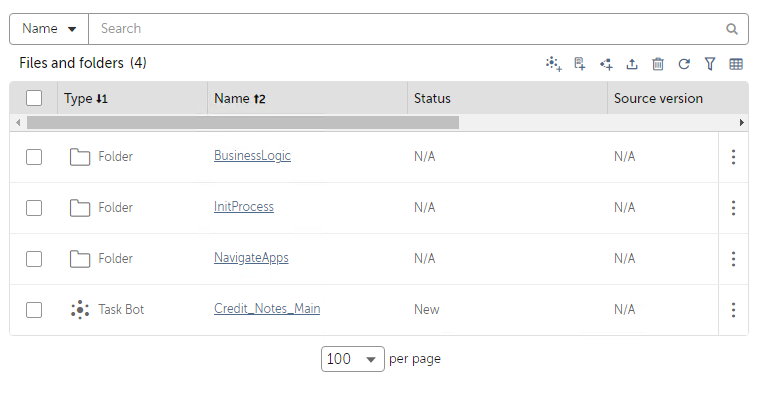 Name Search
Files and folders (4)
Type ↓1 Name ↑2 Status Source version
Folder BusinessLogic N/A N/A
Folder InitProcess N/A N/A
Folder NavigateApps N/A N/A
Task Bot Credit_Notes_Main New N/A
100 per page